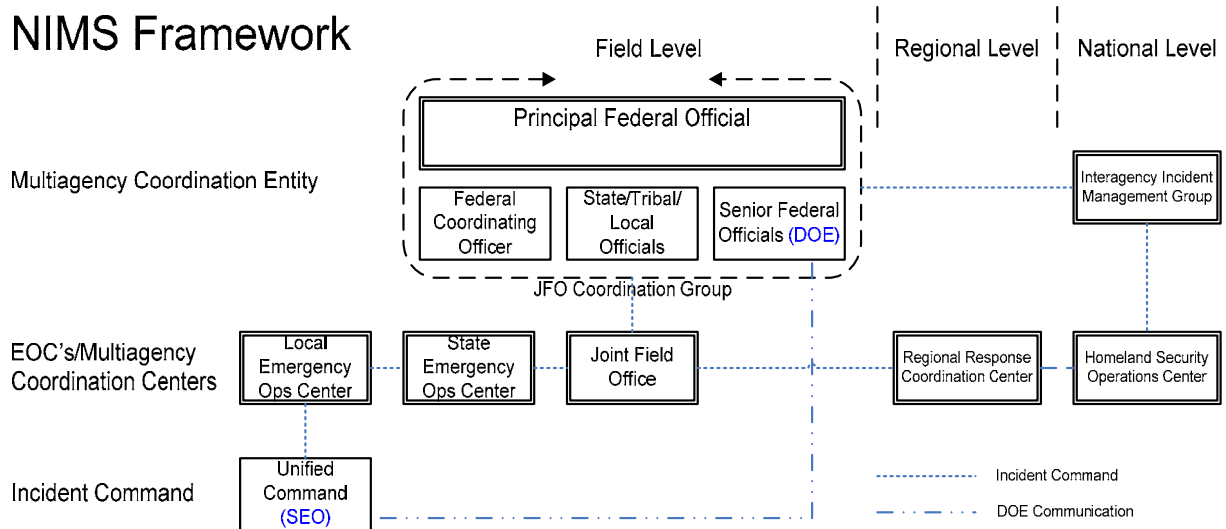 NIMS Framework
Field Level
Regional Level
National Level
Principal Federal Official
Multiagency Coordination Entity
Federal
Coordinating
Officer
State/Tribal/
Local
Officials
Senior Federal
Officials (DOE)
Interagency Incident
Management Group
JFO Coordination Group
EOC's/Multiagency
Coordination Centers
Local
Emergency
Ops Center
State
Emergency
Ops Center
Joint Field
Office
Regional Response
Coordination Center
Homeland Security
Operations Center
Incident Command
Unified
Command
(SEO)
Incident Command
DOE Communication